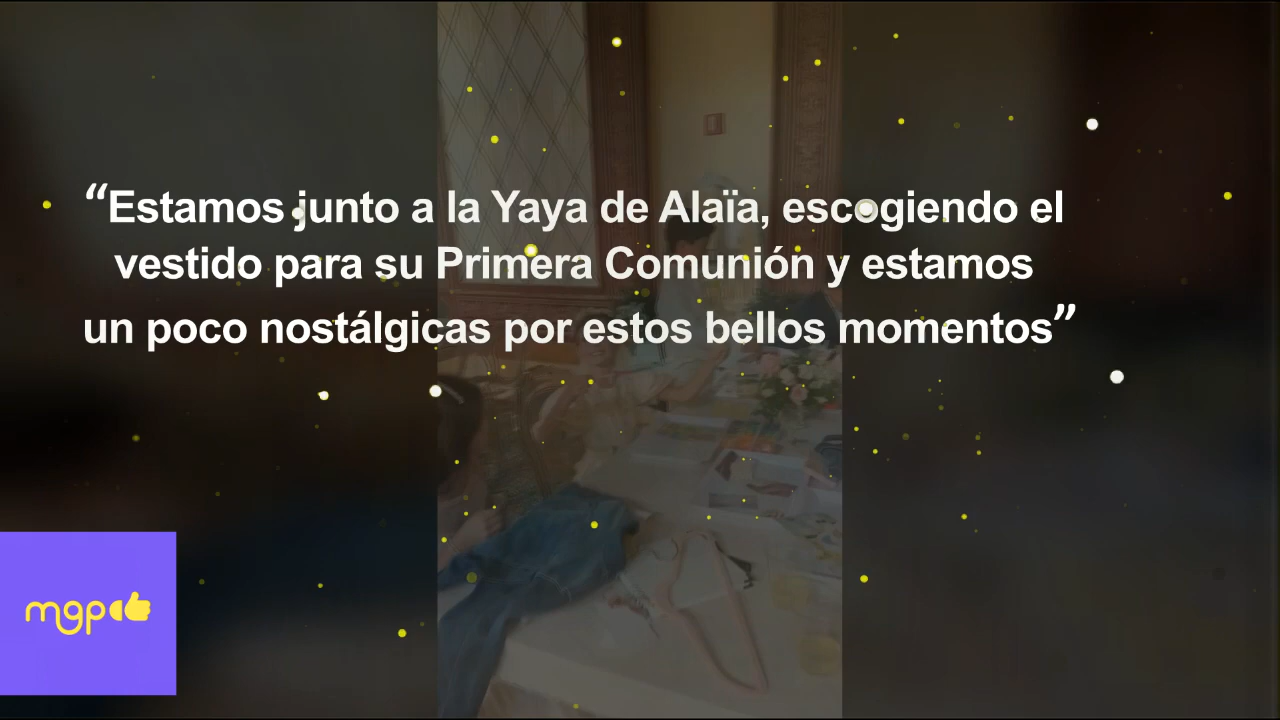 “Estamos junto a la Yaya de Alaïa, escogiendo el
vestido para su Primera Comunión y estamos
un poco nostálgicas por estos bellos momentos”
mgp